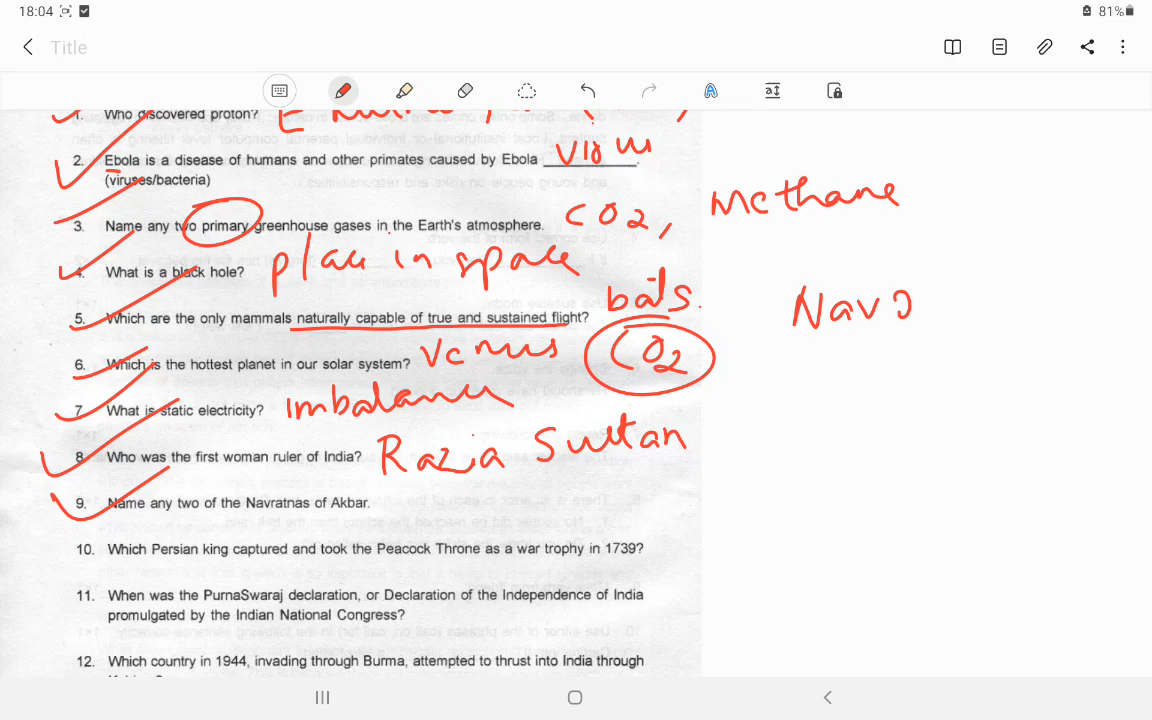 18:04 81%
Title
1. Who discovered proton?
2. Ebola is a disease of humans and other primates caused by Ebola ____________. virus
(viruses/bacteria)
3. Name any two primary greenhouse gases in the Earth's atmosphere. CO2, methane
4. What is a black hole? place in space
5. Which are the only mammals naturally capable of true and sustained flight? bats.
Navo
6. Which is the hottest planet in our solar system? Venus CO2
7. What is static electricity? imbalance
8. Who was the first woman ruler of India? Razia Sultan
9. Name any two of the Navratnas of Akbar.
10. Which Persian king captured and took the Peacock Throne as a war trophy in 1739?
11. When was the PurnaSwaraj declaration, or Declaration of the Independence of India
promulgated by the Indian National Congress?
12. Which country in 1944, invading through Burma, attempted to thrust into India through